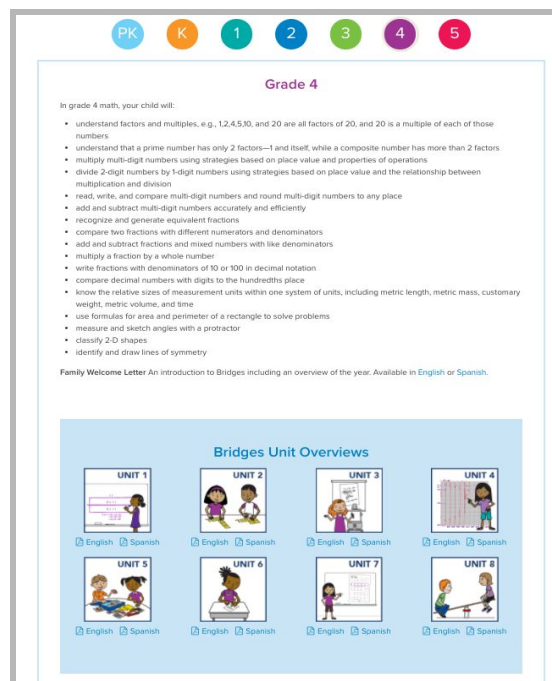 PK K 1 2 3 4 5
Grade 4
In grade 4 math, your child will:
• understand factors and multiples, e.g., 1,2,4,5,10, and 20 are all factors of 20, and 20 is a multiple of each of those
numbers
• understand that a prime number has only 2 factors—1 and itself, while a composite number has more than 2 factors
• multiply multi-digit numbers using strategies based on place value and properties of operations
• divide 2-digit numbers by 1-digit numbers using strategies based on place value and the relationship between
multiplication and division
• read, write, and compare multi-digit numbers and round multi-digit numbers to any place
• add and subtract multi-digit numbers accurately and efficiently
• recognize and generate equivalent fractions
• compare two fractions with different numerators and denominators
• add and subtract fractions and mixed numbers with like denominators
• multiply a fraction by a whole number
• write fractions with denominators of 10 or 100 in decimal notation
• compare decimal numbers with digits to the hundredths place
• know the relative sizes of measurement units within one system of units, including metric length, metric mass, customary
weight, metric volume, and time
• use formulas for area and perimeter of a rectangle to solve problems
• measure and sketch angles with a protractor
• classify 2-D shapes
• identify and draw lines of symmetry
Family Welcome Letter An introduction to Bridges including an overview of the year. Available in English or Spanish.
Bridges Unit Overviews
UNIT 1 UNIT 2 UNIT 3 UNIT 4
English Spanish English Spanish English Spanish English Spanish
UNIT 5 UNIT 6 UNIT 7 UNIT 8
English Spanish English Spanish English Spanish English Spanish